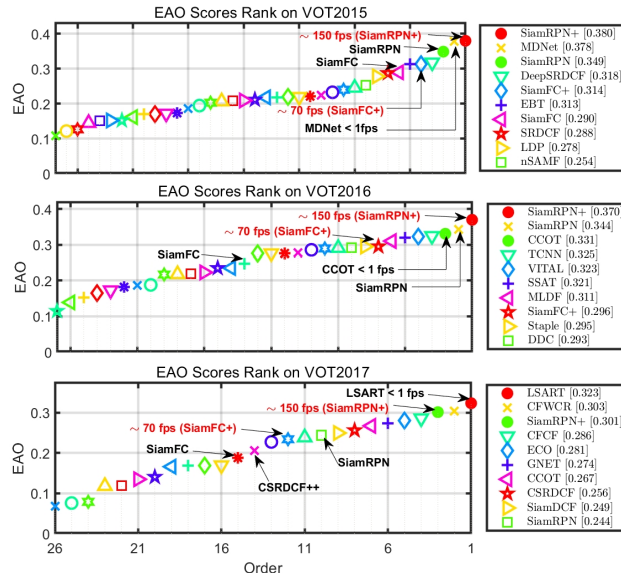 EAO Scores Rank on VOT2015
~ 150 fps (SiamRPN+)
SiamRPN
SiamFC
~ 70 fps (SiamFC+)
MDNet < 1fps
EAO
0.4
0.3
0.2
0.1
0
SiamRPN+ [0.380]
MDNet [0.378]
SiamRPN [0.349]
DeepSRDCF [0.318]
SiamFC+ [0.314]
EBT [0.313]
SiamFC [0.290]
SRDCF [0.288]
LDP [0.278]
nSAMF [0.254]
EAO Scores Rank on VOT2016
~ 150 fps (SiamRPN+)
~ 70 fps (SiamFC+)
SiamFC
CCOT < 1 fps
SiamRPN
EAO
0.4
0.3
0.2
0.1
0
SiamRPN+ [0.370]
SiamRPN [0.344]
CCOT [0.331]
TCNN [0.325]
VITAL [0.323]
SSAT [0.321]
MLDF [0.311]
SiamFC+ [0.296]
Staple [0.295]
DDC [0.293]
EAO Scores Rank on VOT2017
LSART < 1 fps
~ 150 fps (SiamRPN+)
~ 70 fps (SiamFC+)
SiamFC
SiamRPN
CSRDCF++
EAO
0.3
0.2
0.1
0
26 21 16 11 6 1
Order
LSART [0.323]
CFWCR [0.303]
SiamRPN+ [0.301]
CFCF [0.286]
ECO [0.281]
GNET [0.274]
CCOT [0.267]
CSRDCF [0.256]
SiamDCF [0.249]
SiamRPN [0.244]